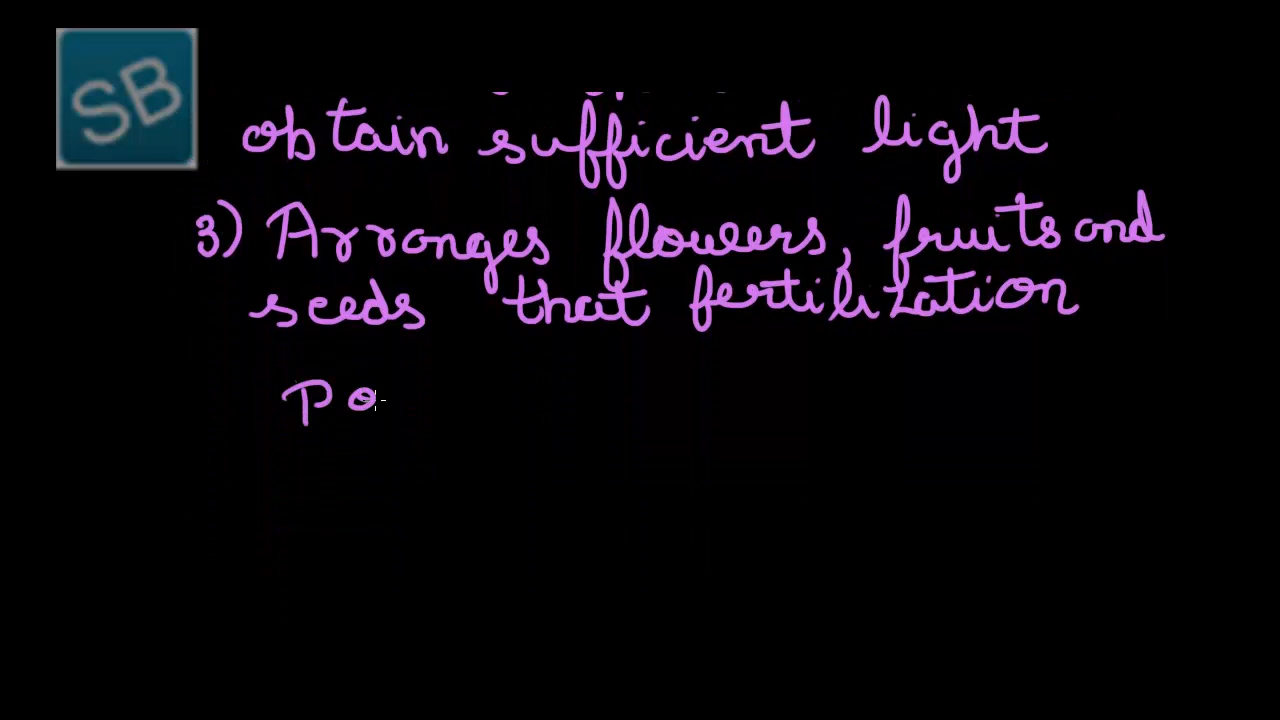 SB
obtain sufficient light
3) Arranges flowers, fruits and
seeds that fertilization
Po